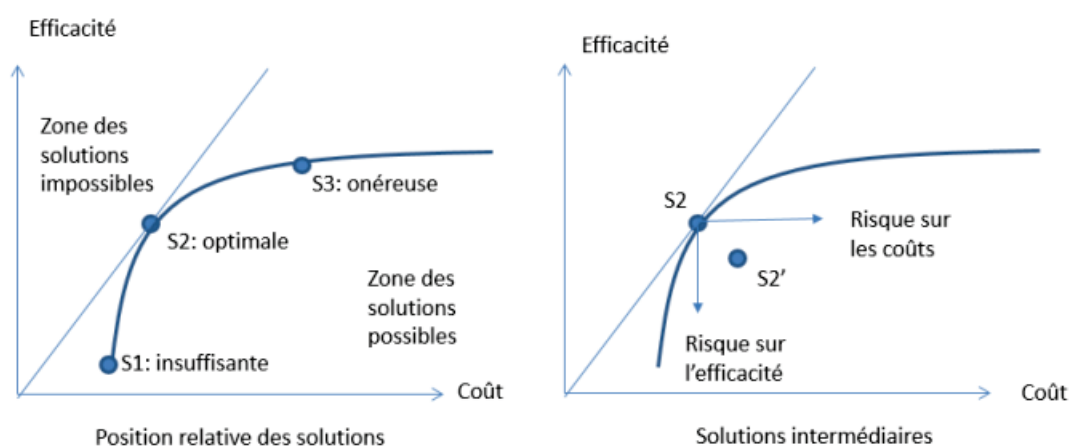 Efficacité
Zone des
solutions
impossibles
S3: onéreuse
S2: optimale
Zone des
solutions
possibles
S1: insuffisante
Coût
Position relative des solutions
Efficacité
S2
Risque sur
les coûts
S2’
Risque sur
l’efficacité
Coût
Solutions intermédiaires